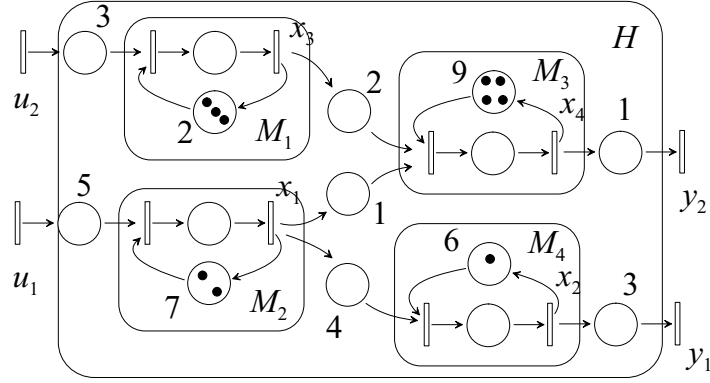 3 x₃ H
u₂ 2 M₁ 2 9 M₃ x₄ 1
5 x₁ 1 y₂
u₁ 7 M₂ 4 6 M₄ x₂ 3
y₁